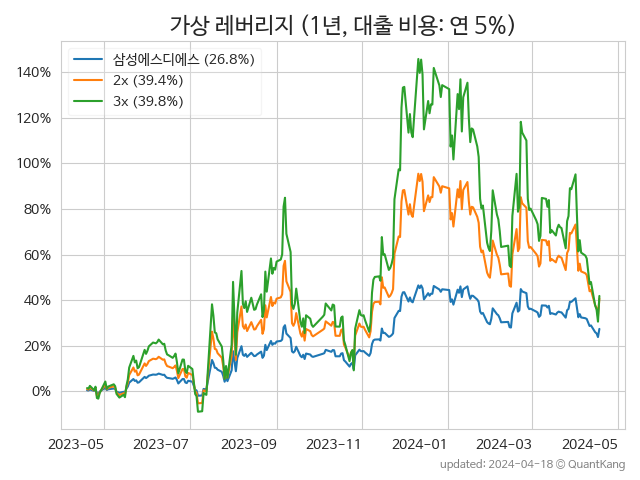 가상 레버리지 (1년, 대출 비용: 연 5%)
삼성에스디에스 (26.8%)
2x (39.4%)
3x (39.8%)
140%
120%
100%
80%
60%
40%
20%
0%
2023-05 2023-07 2023-09 2023-11 2024-01 2024-03 2024-05
updated: 2024-04-18 © QuantKang